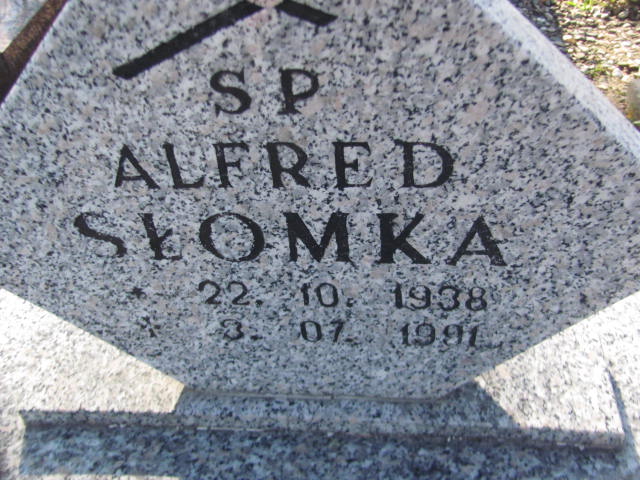 SP
ALFRED
SŁOMKA
* 22. 10. 1938
+ 3. 07. 1991